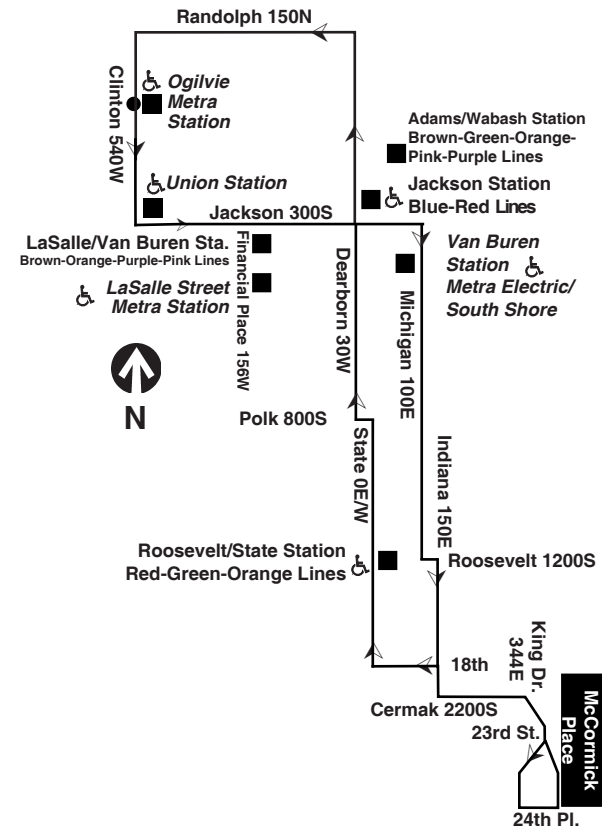 Randolph 150N
Clinton 540W
Ogilvie
Metra
Station
Adams/Wabash Station
Brown-Green-Orange-
Pink-Purple Lines
Union Station
Jackson Station
Blue-Red Lines
Jackson 300S
LaSalle/Van Buren Sta.
Brown-Orange-Purple-Pink Lines
Financial Place 156W
LaSalle Street
Metra Station
Dearborn 30W
Michigan 100E
Van Buren
Station
Metra Electric/
South Shore
N
Polk 800S
State 0E/W
Indiana 150E
Roosevelt/State Station
Red-Green-Orange Lines
Roosevelt 1200S
18th
King Dr.
344E
Cermak 2200S
23rd St.
McCormick
Place
24th Pl.